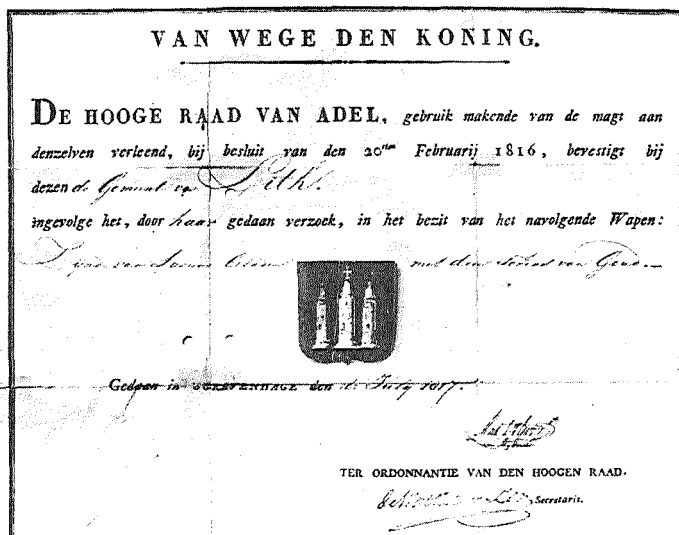 VAN WEGE DEN KONING.
DE HOOGE RAAD VAN ADEL, gebruik makende van de magt aan
denzelven verleend, bij besluit van den 20sten Februarij 1816, bevestigt bij
dezen de Gemeente van Lith
ingevolge het, door haar gedaan verzoek, in het bezit van het navolgende Wapen:
met drie torens van Goud
Gedaan in 'SGRAVENHAGE den July 1817.
TER ORDONNANTIE VAN DEN HOOGEN RAAD.
Secretaris.